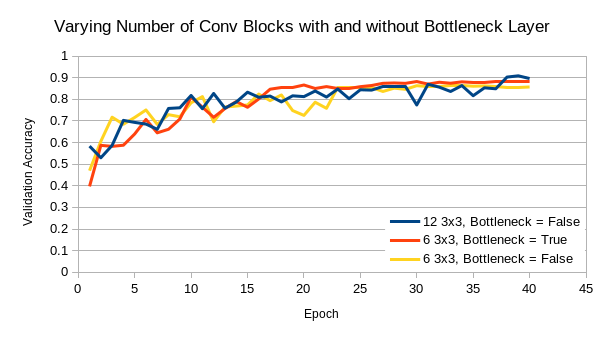 Varying Number of Conv Blocks with and without Bottleneck Layer
1
0.9
0.8
0.7
0.6
0.5
0.4
0.3
0.2
0.1
0
Validation Accuracy
12 3x3, Bottleneck = False
6 3x3, Bottleneck = True
6 3x3, Bottleneck = False
0 5 10 15 20 25 30 35 40 45
Epoch